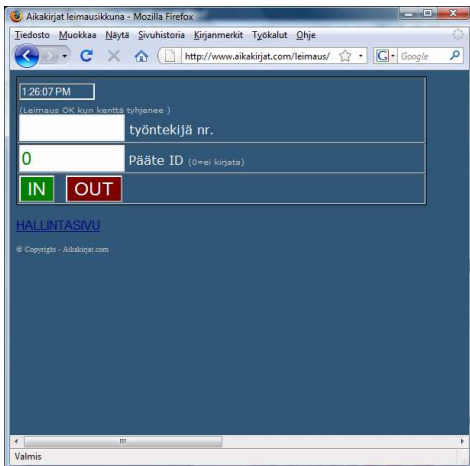 Aikakirjat leimausikkuna - Mozilla Firefox
Tiedosto Muokkaa Näytä Sivuhistoria Kirjanmerkit Työkalut Ohje
http://www.aikakirjat.com/leimaus/ G Google
1:26:07 PM
(Leimaus OK kun kenttä tyhjenee )
työntekijä nr.
0 Pääte ID (0=ei kirjata)
IN OUT
HALLINTASIVU
© Copyright - Aikakirjat.com
Valmis